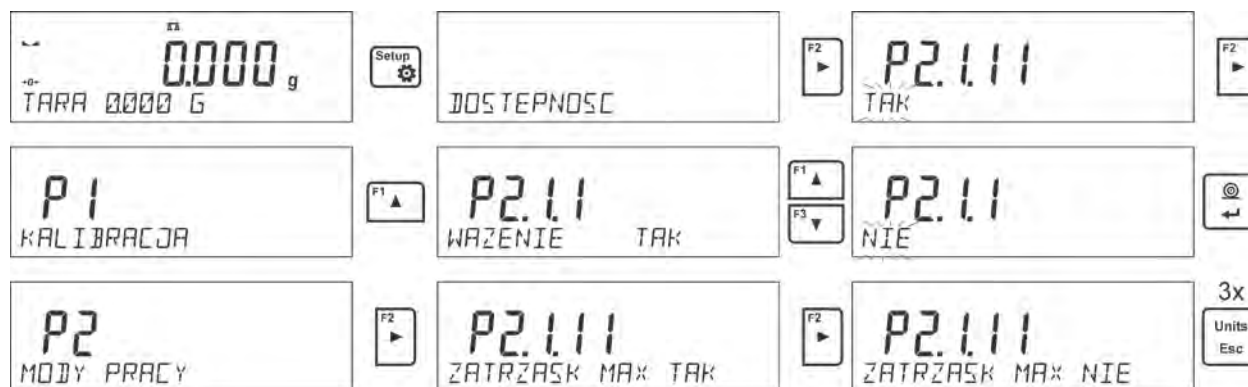 0.000 g
TARA 0.000 G
Setup
DOSTEPNOSC
F2
P2.1.11
TAK
F2
P1
KALIBRACJA
F1
P2.1.1
WAZENIE TAK
F1
F3
P2.1.1
NIE
P2
MODY PRACY
F2
P2.1.11
ZATRZASK MAX TAK
F2
P2.1.11
ZATRZASK MAX NIE
3x
Units
Esc